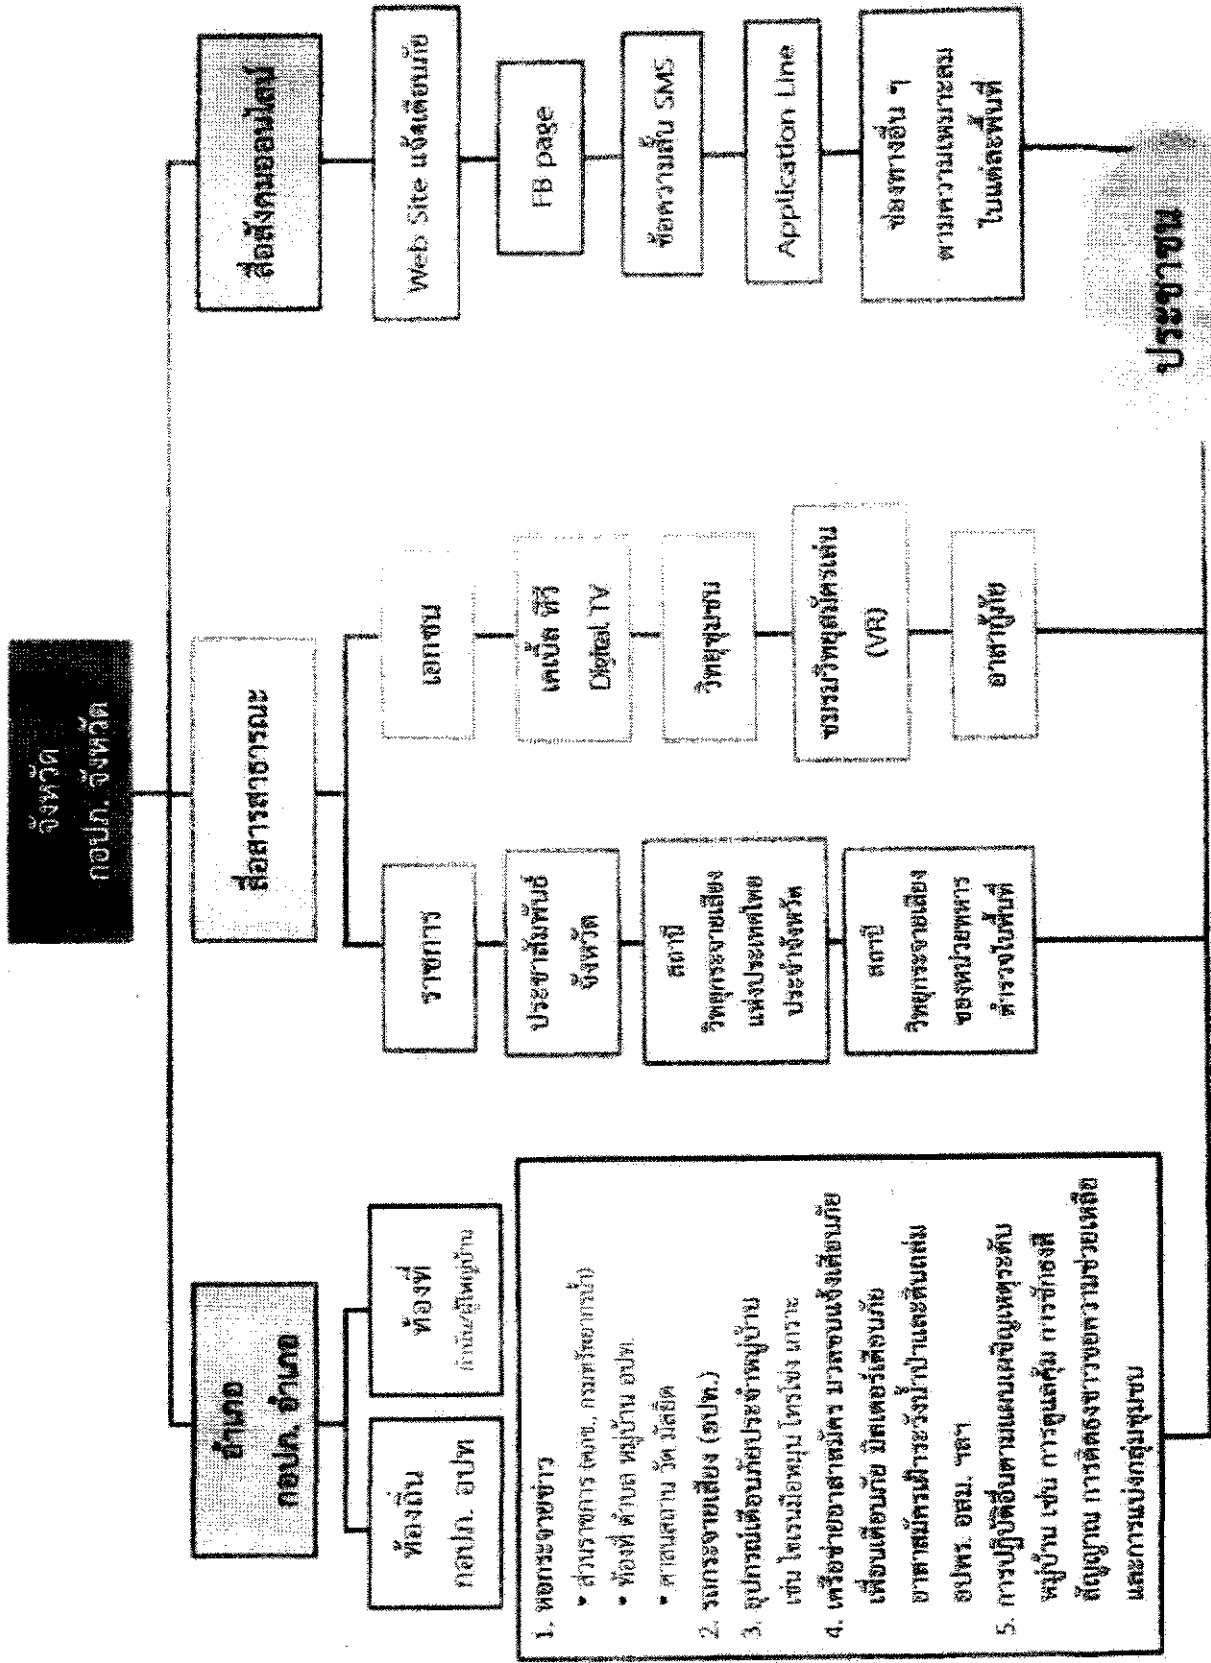 จังหวัด
กอปภ. จังหวัด
อำเภอ
กอปภ. อำเภอ
ท้องถิ่น
กอปภ. อปท
ท้องที่
(กำนัน/ผู้ใหญ่บ้าน)
1. หอกระจายข่าว
• ส่วนราชการ (ศภช., กรมทรัพยากรน้ำ)
• ท้องที่ ตำบล หมู่บ้าน อปท.
• ศาสนสถาน วัด มัสยิด
2. รถกระจายเสียง (อปท.)
3. อุปกรณ์เตือนภัยประจำหมู่บ้าน
เช่น ไซเรนมือหมุน โทรโข่ง เกราะ
4. เครือข่ายอาสาสมัคร มวลชนแจ้งเตือนภัย
เพื่อนเตือนภัย มิสเตอร์เตือนภัย
อาสาสมัครเฝ้าระวังน้ำป่าและดินถล่ม
อปพร. อสม. ฯลฯ
5. การปฏิบัติ
หมู่บ้าน เช่น
และเบาะแสจากกลุ่มชุมชน
สื่อสารสาธารณะ
ราชการ
ประชาสัมพันธ์
จังหวัด
สถานี
วิทยุกระจายเสียง
แห่งประเทศไทย
ประจำจังหวัด
สถานี
วิทยุกระจายเสียง
ของหน่วยทหาร
ตำรวจในพื้นที่
เอกชน
เคเบิ้ล ทีวี
Digital TV
วิทยุชุมชน
ชมรมวิทยุสมัครเล่น
(VR)
อาสากู้ภัย
สื่อสังคมออนไลน์
Web Site แจ้งเตือนภัย
FB page
ข้อความสั้น SMS
Application Line
ช่องทางอื่น ๆ
ตามความเหมาะสม
ในแต่ละพื้นที่
ประชาชน